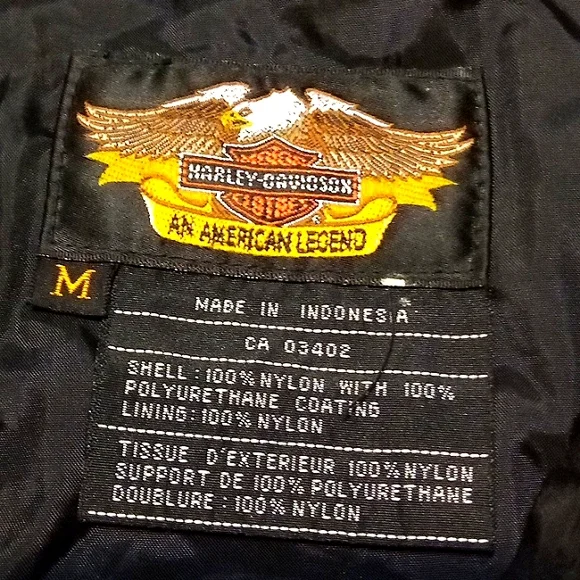 HARLEY-DAVIDSON
AN AMERICAN LEGEND
M
MADE IN INDONESIA
CA 03402
SHELL: 100% NYLON WITH 100%
POLYURETHANE COATING
LINING: 100% NYLON
TISSUE D'EXTERIEUR 100% NYLON
SUPPORT DE 100% POLYURETHANE
DOUBLURE: 100% NYLON